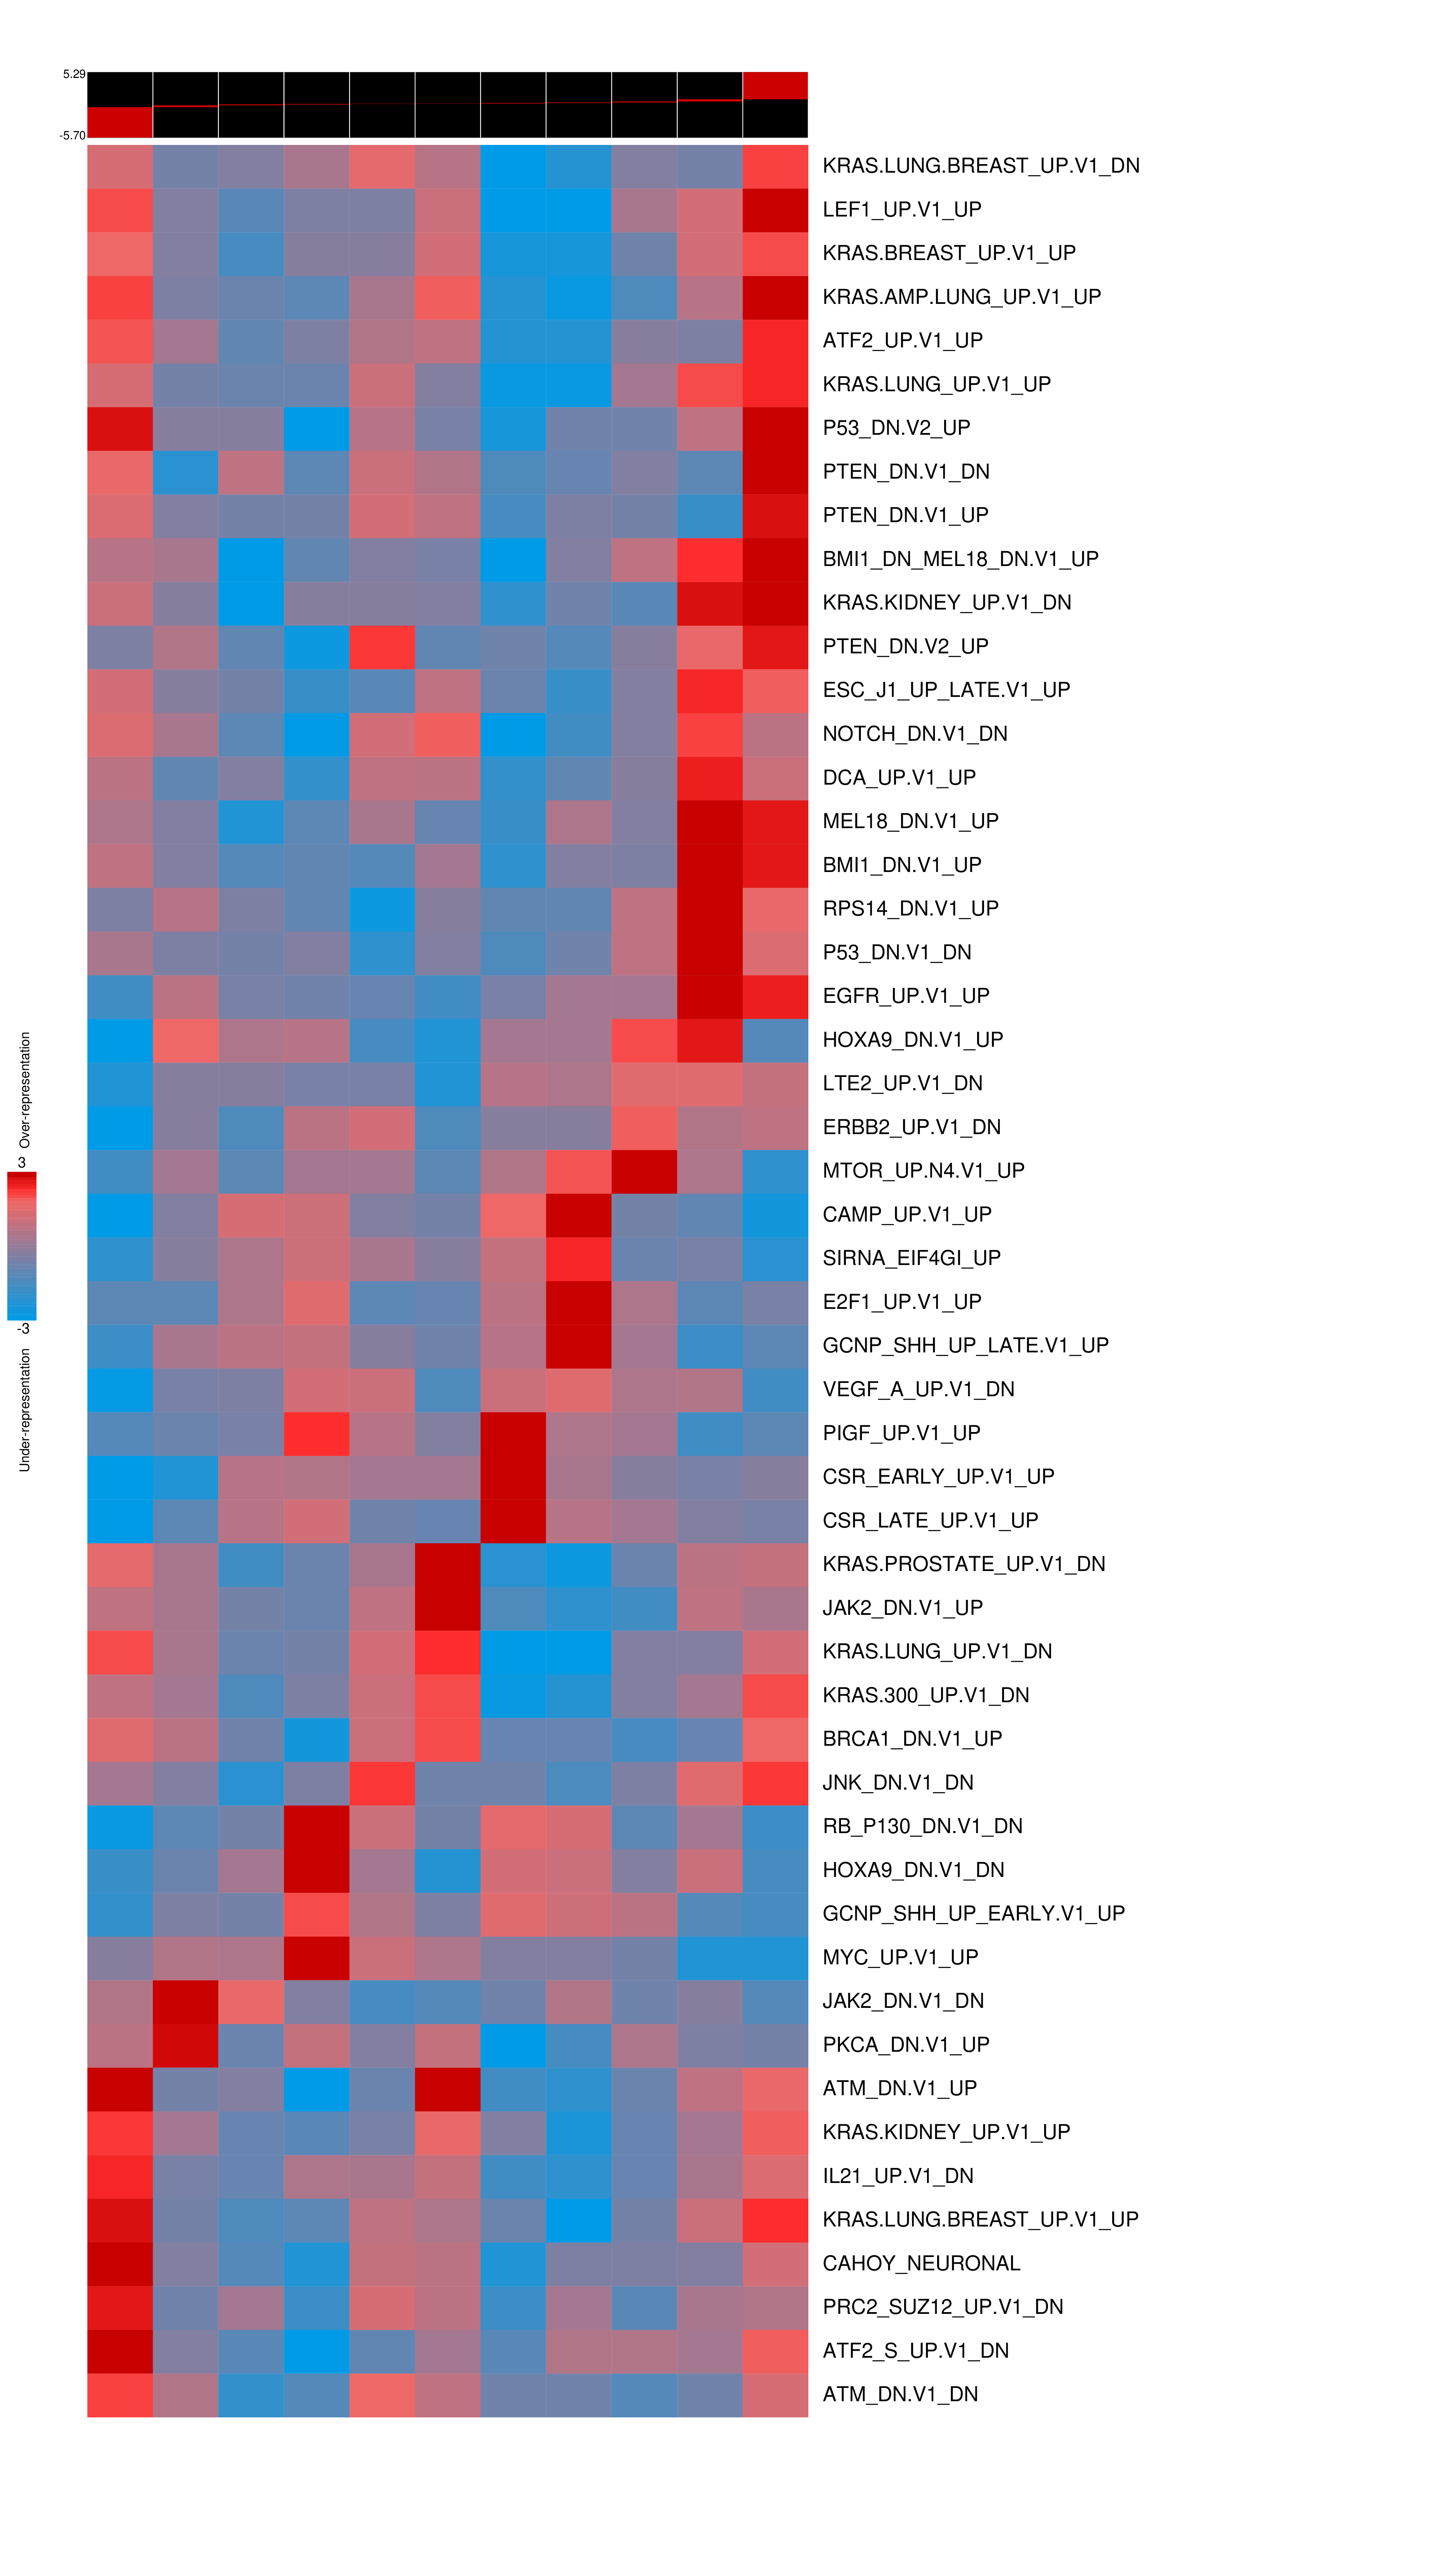 5.29
-5.70
KRAS.LUNG.BREAST_UP.V1_DN
LEF1_UP.V1_UP
KRAS.BREAST_UP.V1_UP
KRAS.AMP.LUNG_UP.V1_UP
ATF2_UP.V1_UP
KRAS.LUNG_UP.V1_UP
P53_DN.V2_UP
PTEN_DN.V1_DN
PTEN_DN.V1_UP
BMI1_DN_MEL18_DN.V1_UP
KRAS.KIDNEY_UP.V1_DN
PTEN_DN.V2_UP
ESC_J1_UP_LATE.V1_UP
NOTCH_DN.V1_DN
DCA_UP.V1_UP
MEL18_DN.V1_UP
BMI1_DN.V1_UP
RPS14_DN.V1_UP
P53_DN.V1_DN
EGFR_UP.V1_UP
HOXA9_DN.V1_UP
LTE2_UP.V1_DN
ERBB2_UP.V1_DN
MTOR_UP.N4.V1_UP
CAMP_UP.V1_UP
SIRNA_EIF4GI_UP
E2F1_UP.V1_UP
GCNP_SHH_UP_LATE.V1_UP
VEGF_A_UP.V1_DN
PIGF_UP.V1_UP
CSR_EARLY_UP.V1_UP
CSR_LATE_UP.V1_UP
KRAS.PROSTATE_UP.V1_DN
JAK2_DN.V1_UP
KRAS.LUNG_UP.V1_DN
KRAS.300_UP.V1_DN
BRCA1_DN.V1_UP
JNK_DN.V1_DN
RB_P130_DN.V1_DN
HOXA9_DN.V1_DN
GCNP_SHH_UP_EARLY.V1_UP
MYC_UP.V1_UP
JAK2_DN.V1_DN
PKCA_DN.V1_UP
ATM_DN.V1_UP
KRAS.KIDNEY_UP.V1_UP
IL21_UP.V1_DN
KRAS.LUNG.BREAST_UP.V1_UP
CAHOY_NEURONAL
PRC2_SUZ12_UP.V1_DN
ATF2_S_UP.V1_DN
ATM_DN.V1_DN
Over-representation
3
-3
Under-representation